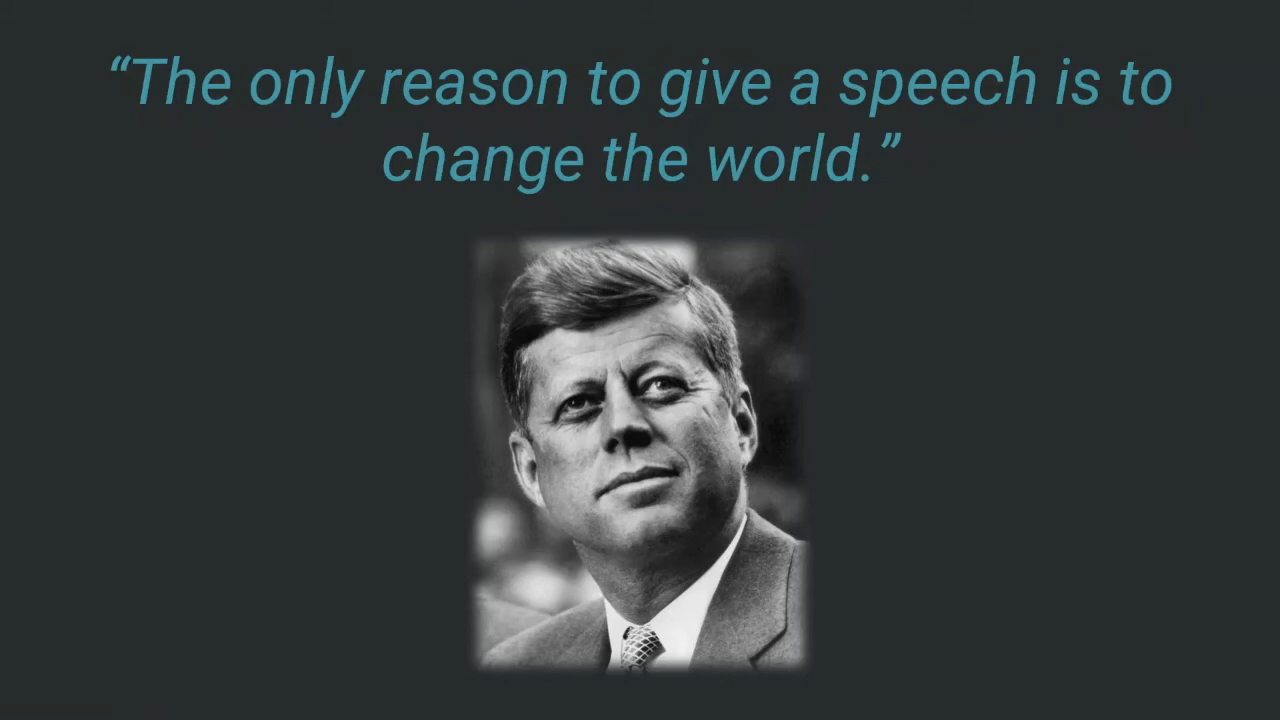 “The only reason to give a speech is to
change the world.”